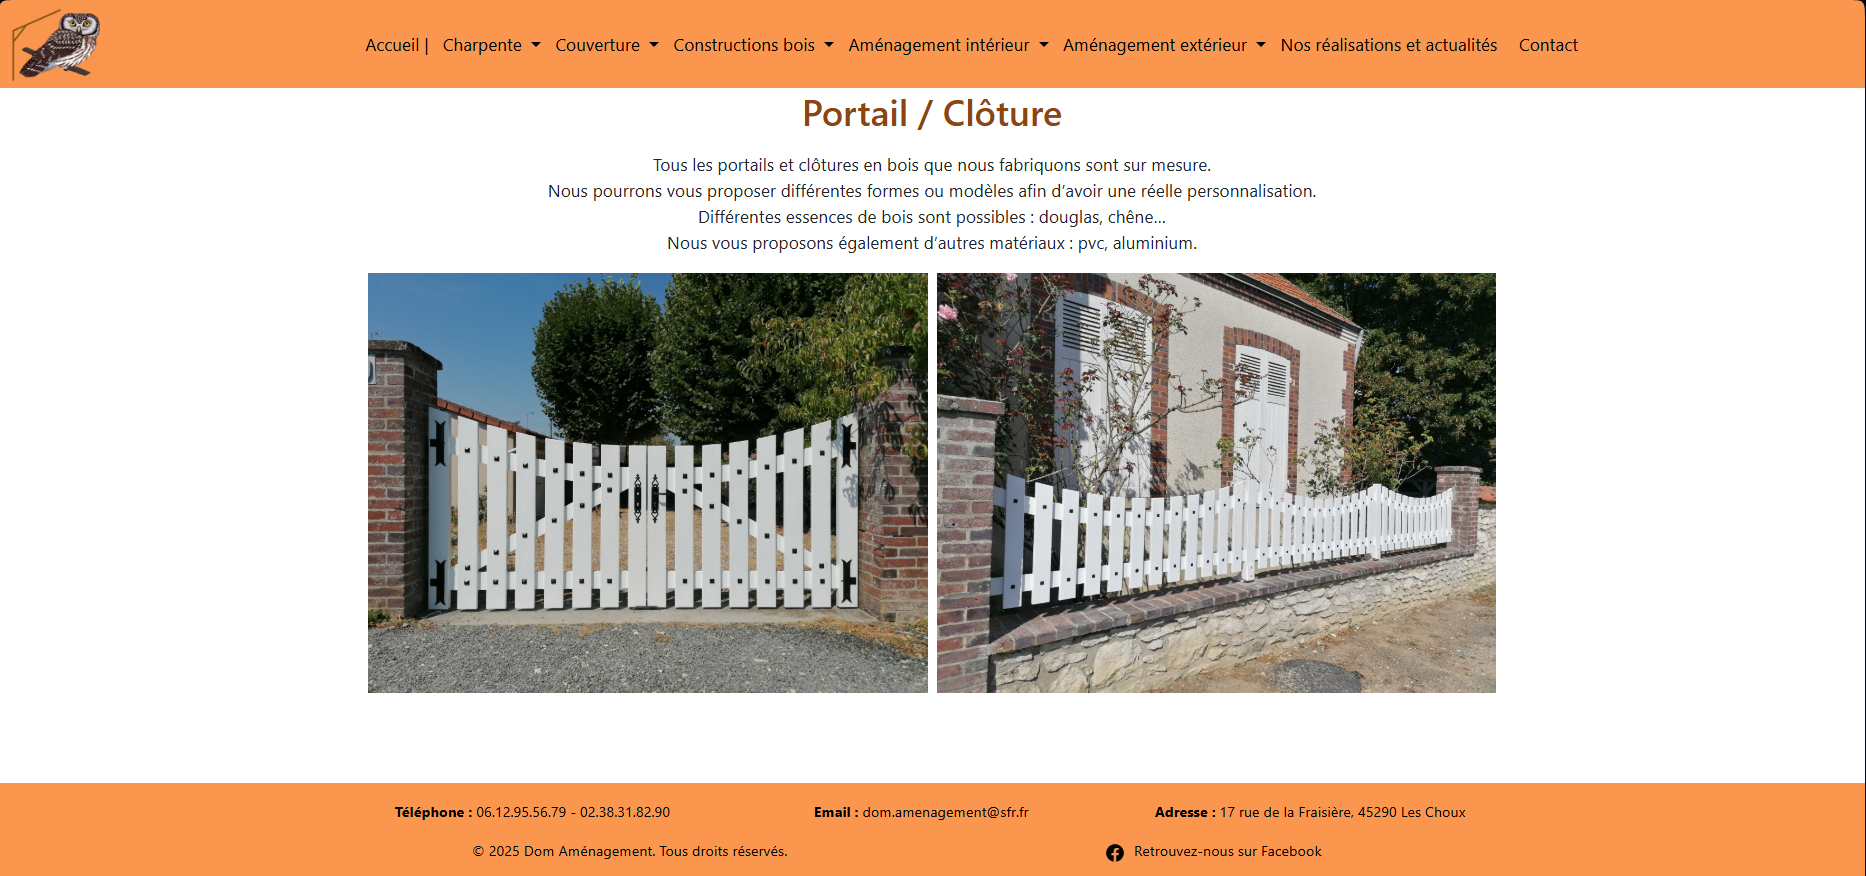 Accueil | Charpente Couverture Constructions bois Aménagement intérieur Aménagement extérieur Nos réalisations et actualités Contact
Portail / Clôture
Tous les portails et clôtures en bois que nous fabriquons sont sur mesure.
Nous pourrons vous proposer différentes formes ou modèles afin d’avoir une réelle personnalisation.
Différentes essences de bois sont possibles : douglas, chêne...
Nous vous proposons également d’autres matériaux : pvc, aluminium.
Téléphone : 06.12.95.56.79 - 02.38.31.82.90 Email : dom.amenagement@sfr.fr Adresse : 17 rue de la Fraisière, 45290 Les Choux
© 2025 Dom Aménagement. Tous droits réservés. Retrouvez-nous sur Facebook